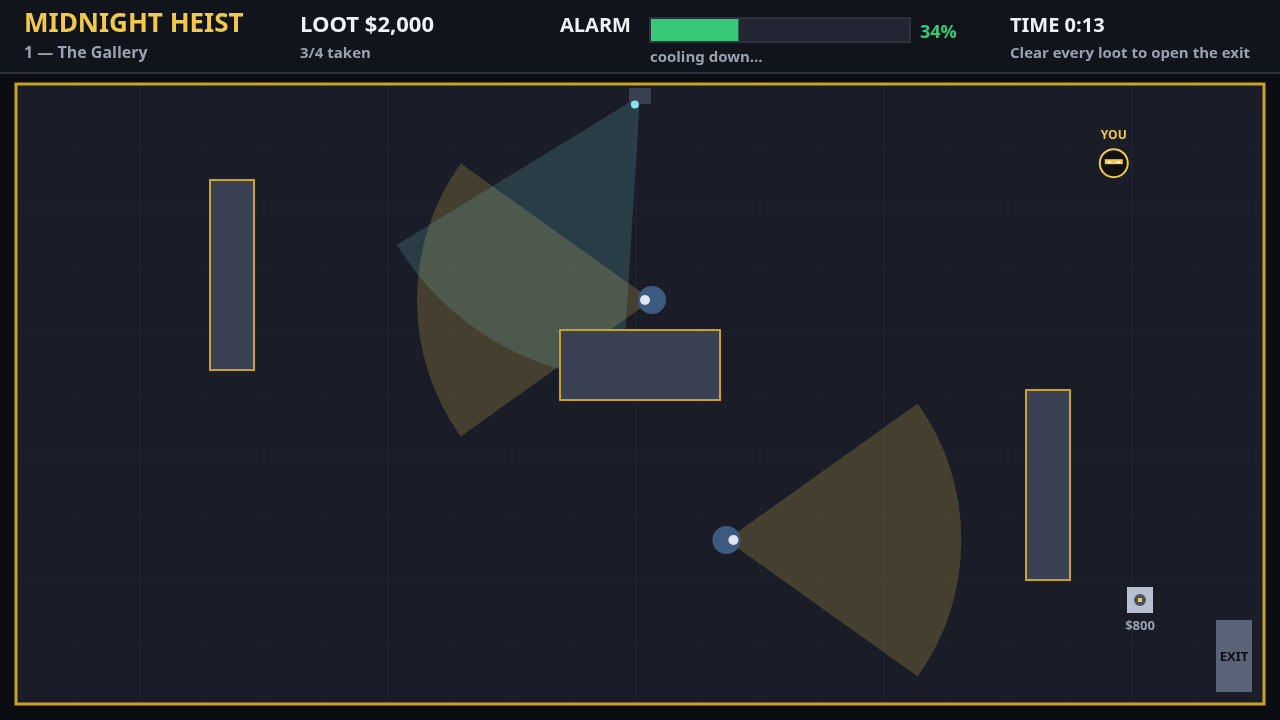 MIDNIGHT HEIST
1 — The Gallery
LOOT $2,000
3/4 taken
ALARM
34%
cooling down...
TIME 0:13
Clear every loot to open the exit
YOU
$800
EXIT